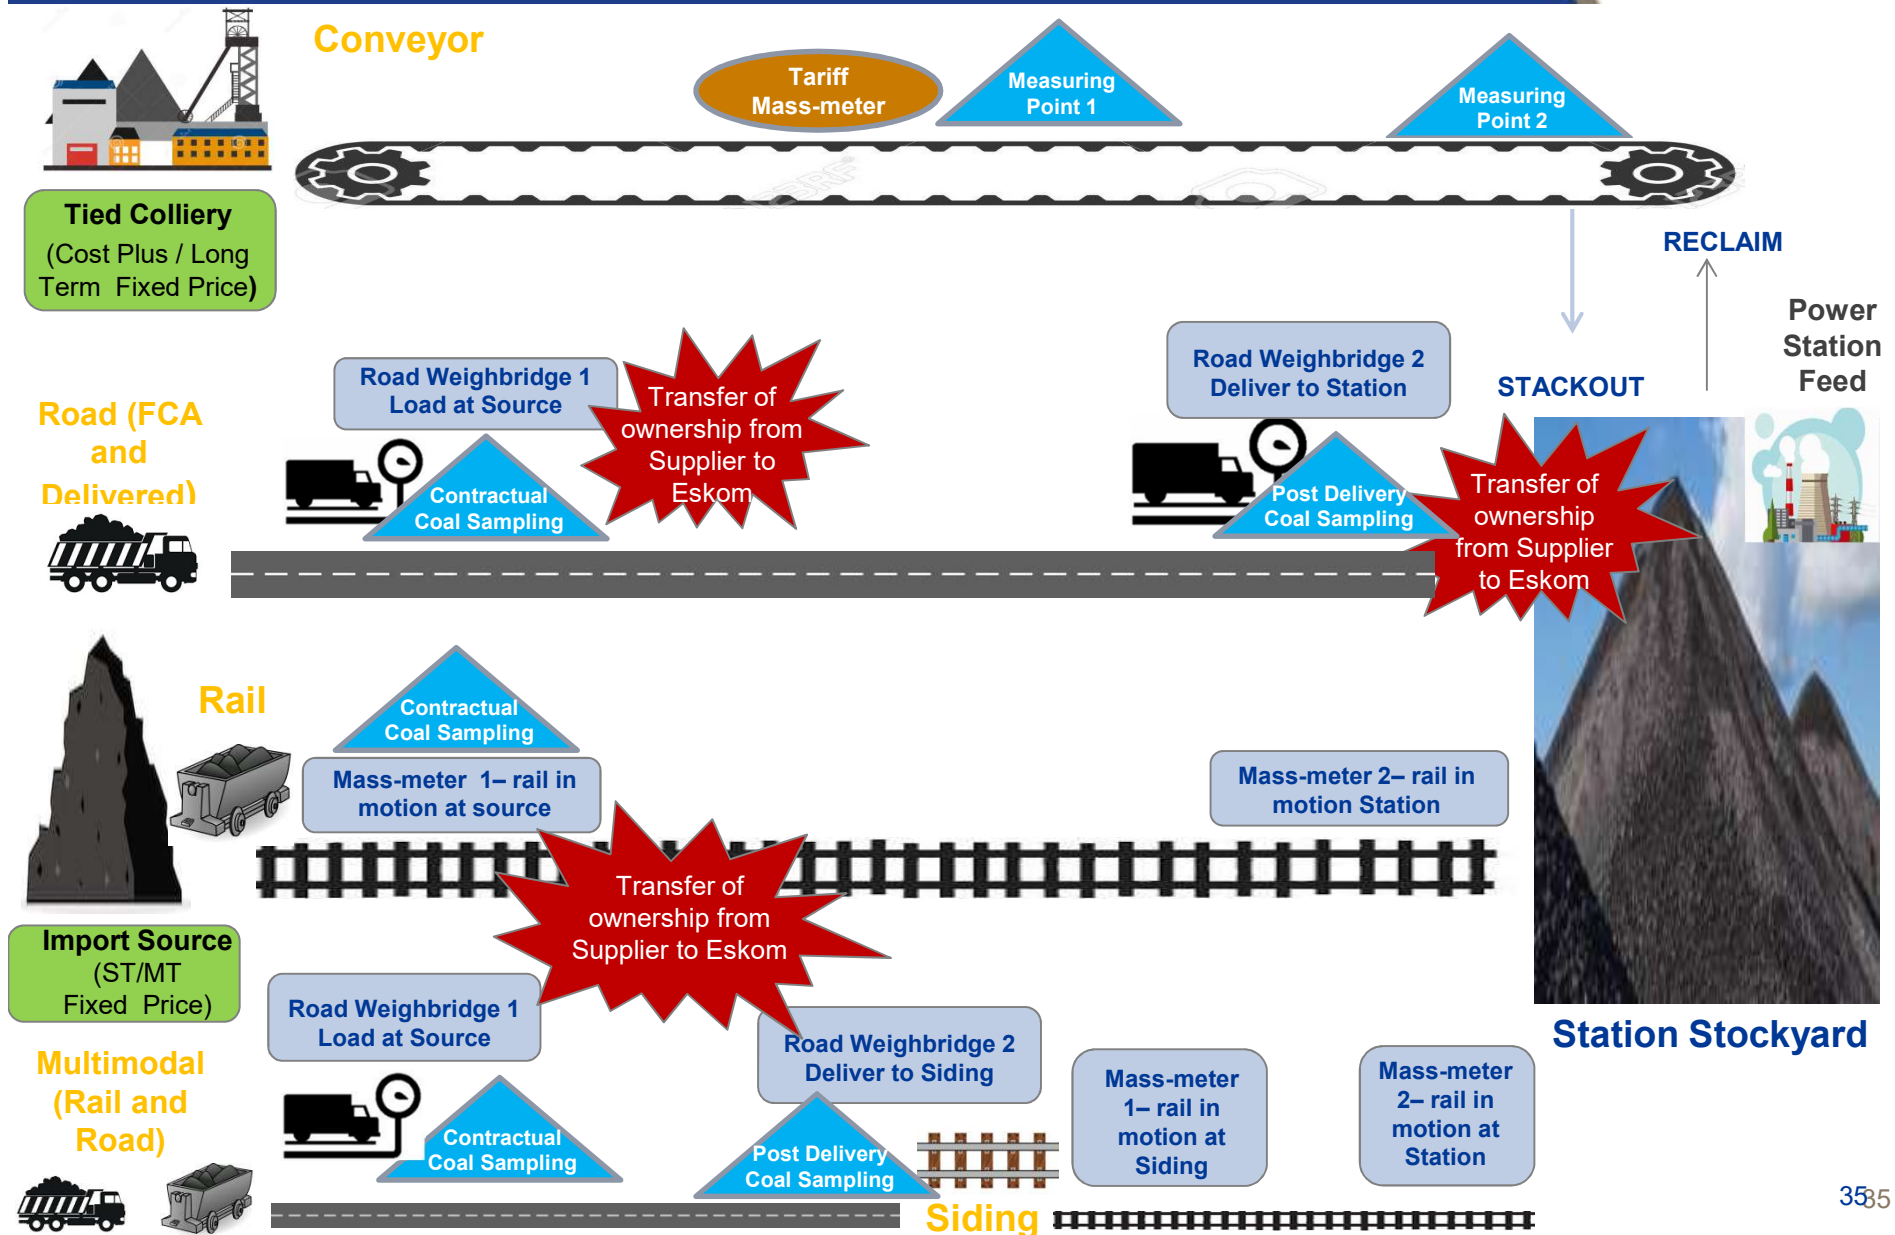 Conveyor
Tariff
Mass-meter
Measuring
Point 1
Measuring
Point 2
Tied Colliery
(Cost Plus / Long
Term Fixed Price)
RECLAIM
STACKOUT
Power
Station
Feed
Road (FCA
and
Delivered)
Road Weighbridge 1
Load at Source
Contractual
Coal Sampling
Transfer of
ownership from
Supplier to
Eskom
Road Weighbridge 2
Deliver to Station
Post Delivery
Coal Sampling
Transfer of
ownership
from Supplier
to Eskom
Rail
Contractual
Coal Sampling
Mass-meter 1– rail in
motion at source
Mass-meter 2– rail in
motion Station
Transfer of
ownership from
Supplier to Eskom
Import Source
(ST/MT
Fixed Price)
Station Stockyard
Multimodal
(Rail and
Road)
Road Weighbridge 1
Load at Source
Contractual
Coal Sampling
Road Weighbridge 2
Deliver to Siding
Post Delivery
Coal Sampling
Siding
Mass-meter
1– rail in
motion at
Siding
Mass-meter
2– rail in
motion at
Station
35
35